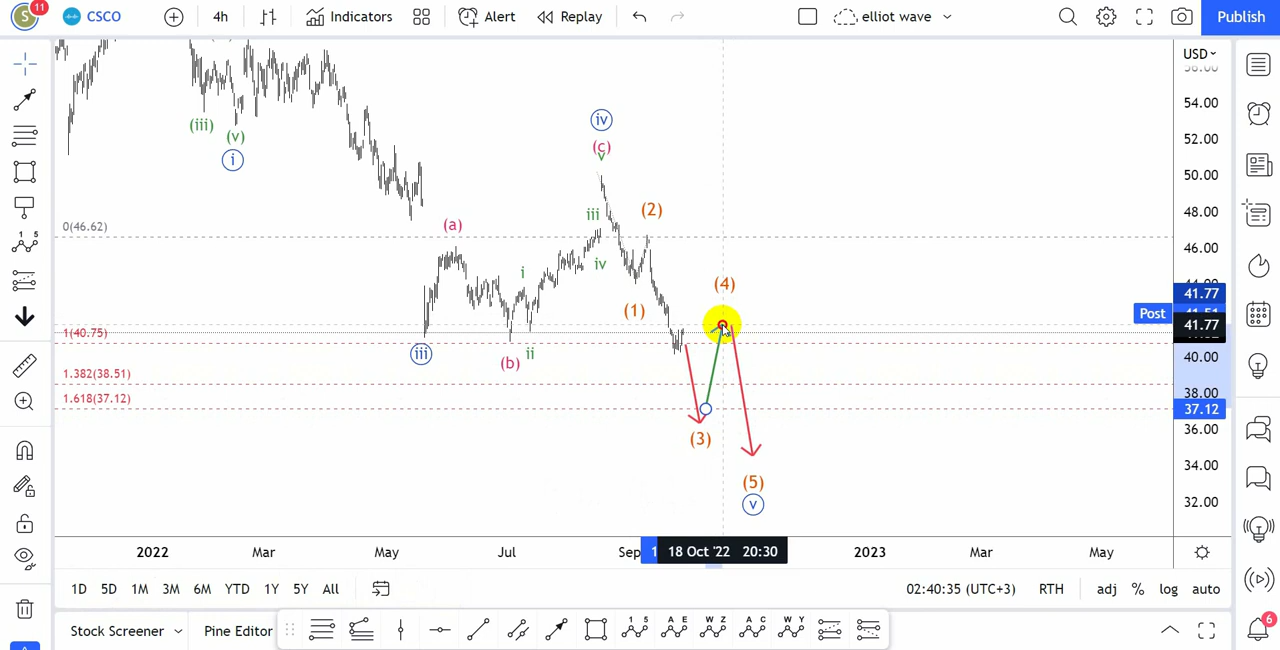 S
11
CSCO
4h
Indicators
Alert
Replay
elliot wave
Publish
USD
56.00
54.00
52.00
50.00
48.00
46.00
41.77
Post
41.77
40.00
38.00
37.12
36.00
34.00
32.00
(iii)
(v)
i
iv
(c)
v
(a)
iii
(2)
0(46.62)
iv
i
(4)
(1)
1(40.75)
iii
(b)
ii
1.382(38.51)
1.618(37.12)
(3)
(5)
v
2022
Mar
May
Jul
Sep
18 Oct '22 20:30
2023
Mar
May
1D
5D
1M
3M
6M
YTD
1Y
5Y
All
02:40:35 (UTC+3)
RTH
adj
%
log
auto
Stock Screener
Pine Editor
1 5
A E
W Z
A C
W Y
6